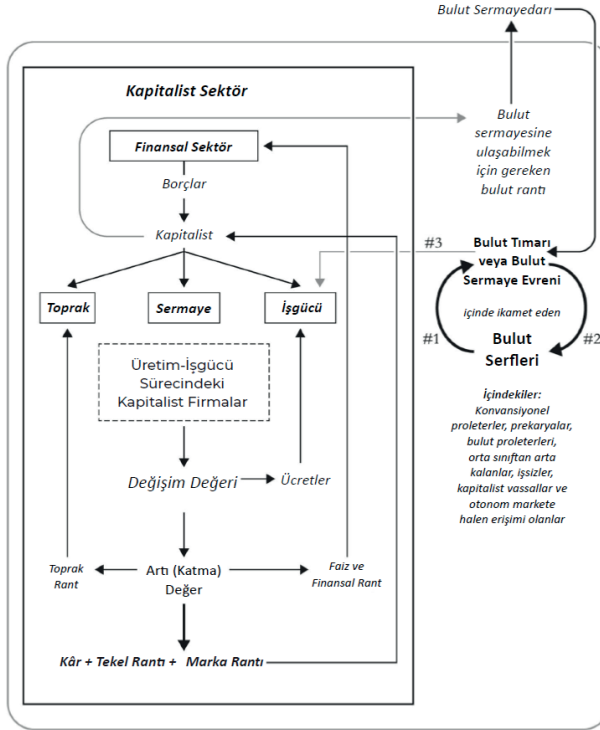 Bulut Sermayedarı
Kapitalist Sektör
Finansal Sektör
Borçlar
Kapitalist
Toprak
Sermaye
İşgücü
Üretim-İşgücü
Sürecindeki
Kapitalist Firmalar
Değişim Değeri
Ücretler
Toprak
Rant
Artı (Katma)
Değer
Faiz ve
Finansal Rant
Kâr + Tekel Rantı + Marka Rantı
Bulut
sermayesine
ulaşabilmek
için gereken
bulut rantı
#3
Bulut Tımarı
veya Bulut
Sermaye Evreni
içinde ikamet eden
#1
#2
Bulut
Serfleri
İçindekiler:
Konvansiyonel
proleterler, prekaryalar,
bulut proleterleri,
orta sınıftan arta
kalanlar, işsizler,
kapitalist vassallar ve
otonom markete
halen erişimi olanlar